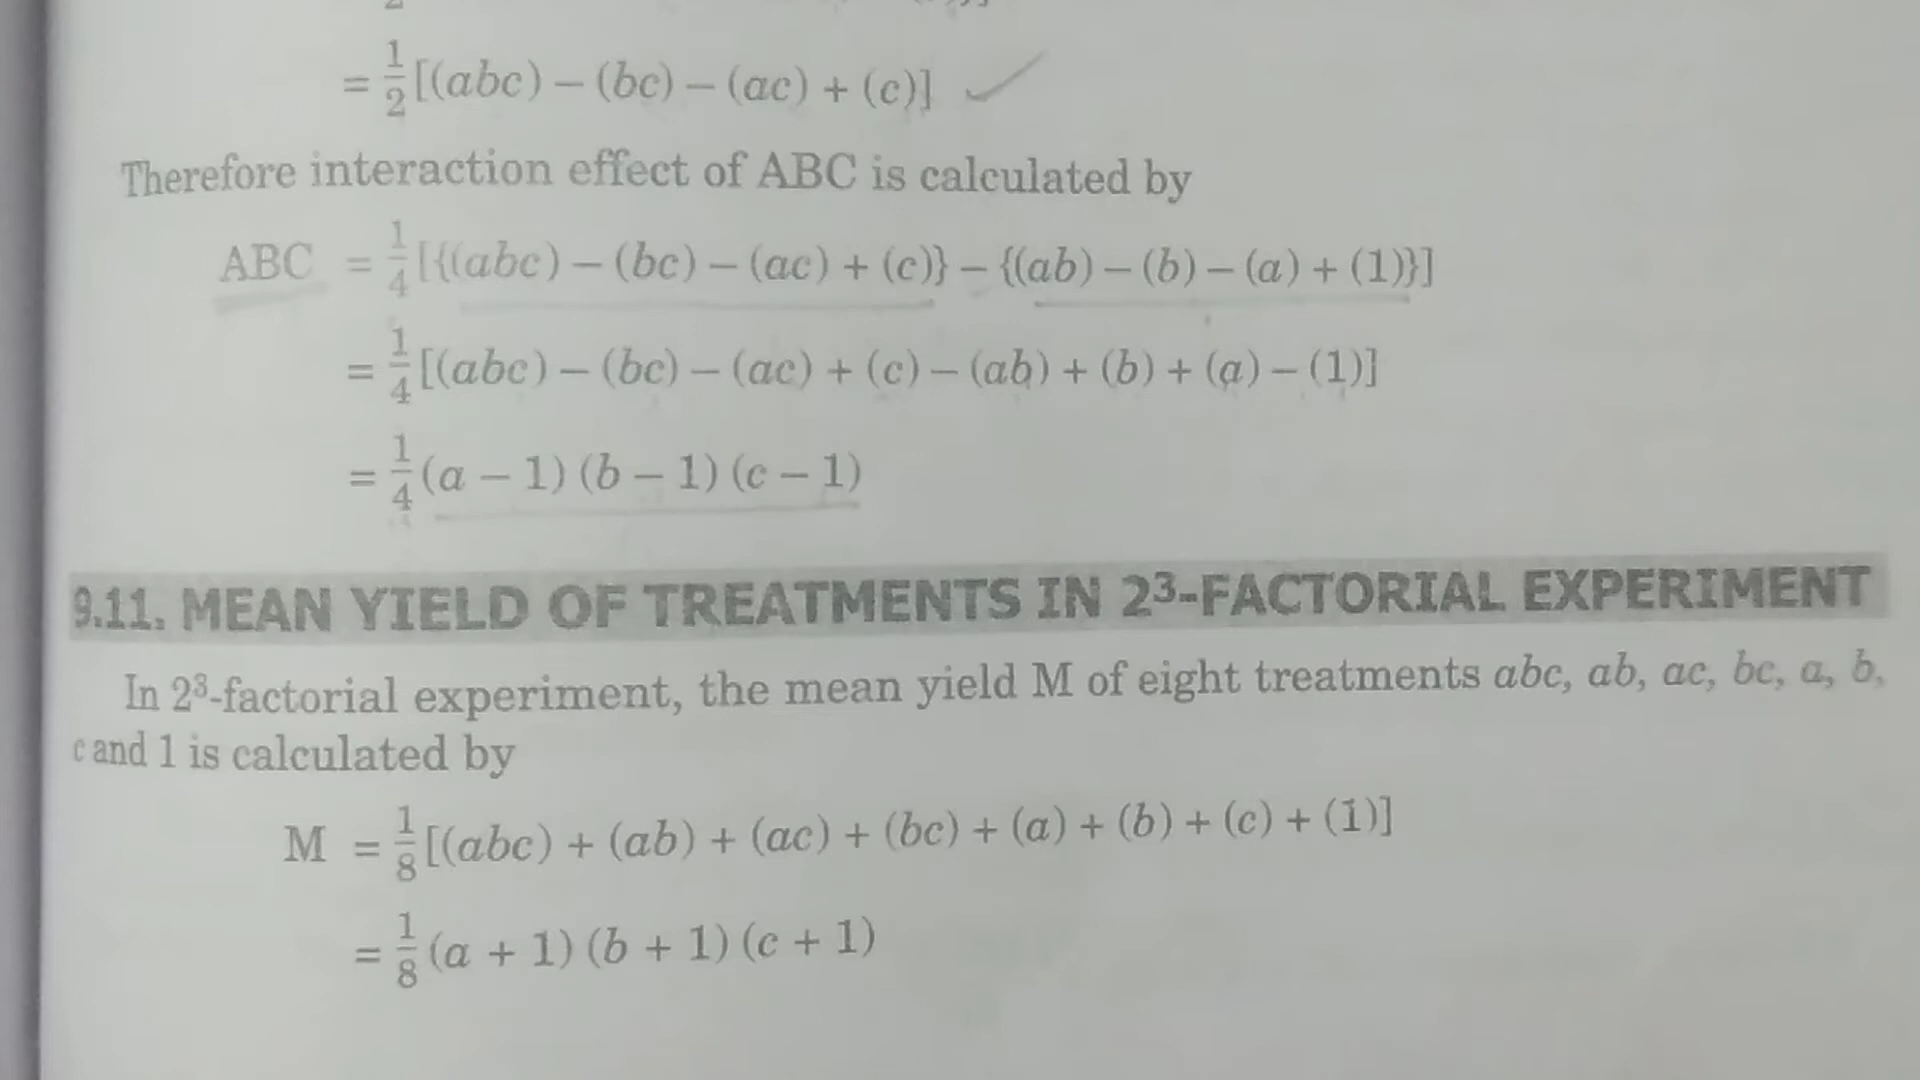 = 1/2 [(abc) – (bc) – (ac) + (c)]
Therefore interaction effect of ABC is calculated by
ABC = 1/4 [{(abc) – (bc) – (ac) + (c)} – {(ab) – (b) – (a) + (1)}]
= 1/4 [(abc) – (bc) – (ac) + (c) – (ab) + (b) + (a) – (1)]
= 1/4 (a – 1) (b – 1) (c – 1)
9.11. MEAN YIELD OF TREATMENTS IN 2³-FACTORIAL EXPERIMENT
In 2³-factorial experiment, the mean yield M of eight treatments abc, ab, ac, bc, a, b,
c and 1 is calculated by
M = 1/8 [(abc) + (ab) + (ac) + (bc) + (a) + (b) + (c) + (1)]
= 1/8 (a + 1) (b + 1) (c + 1)